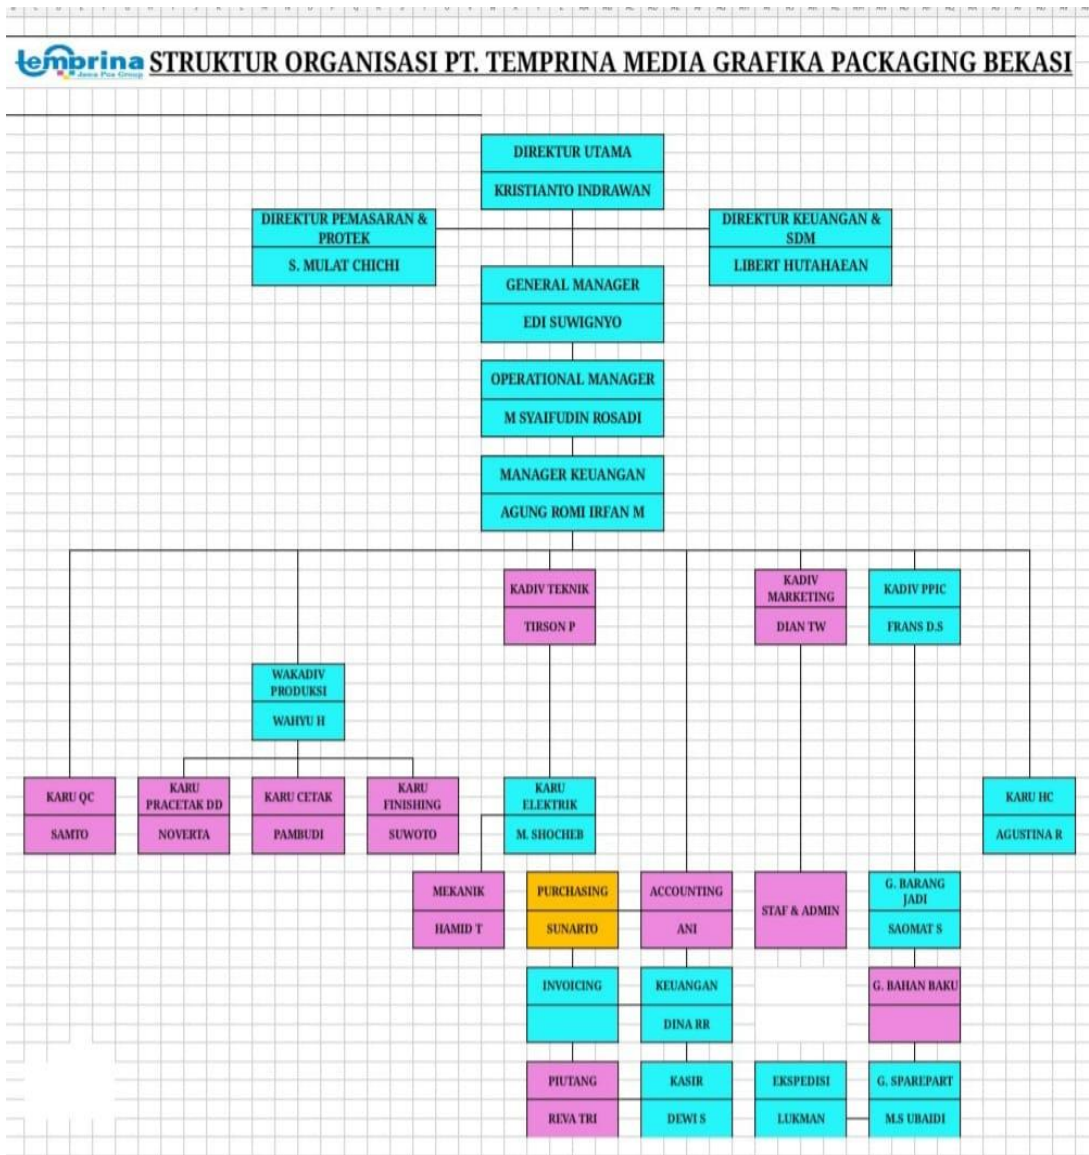 temprina
Jawa Pos Group
STRUKTUR ORGANISASI PT. TEMPRINA MEDIA GRAFIKA PACKAGING BEKASI
DIREKTUR UTAMA
KRISTIANTO INDRAWAN
DIREKTUR PEMASARAN &
PROTEK
S. MULAT CHICHI
DIREKTUR KEUANGAN &
SDM
LIBERT HUTAHAEAN
GENERAL MANAGER
EDI SUWIGNYO
OPERATIONAL MANAGER
M SYAIFUDIN ROSADI
MANAGER KEUANGAN
AGUNG ROMI IRFAN M
KADIV TEKNIK
TIRSON P
KADIV
MARKETING
DIAN TW
KADIV PPIC
FRANS D.S
WAKADIV
PRODUKSI
WAHYU H
KARU QC
SAMTO
KARU
PRACETAK DD
NOVERTA
KARU CETAK
PAMBUDI
KARU
FINISHING
SUWOTO
KARU
ELEKTRIK
M. SHOCHEB
KARU HC
AGUSTINA R
MEKANIK
HAMID T
PURCHASING
SUNARTO
ACCOUNTING
ANI
STAF & ADMIN
G. BARANG
JADI
SAOMAT S
INVOICING
KEUANGAN
DINA RR
G. BAHAN BAKU
PIUTANG
REVA TRI
KASIR
DEWI S
EKSPEDISI
LUKMAN
G. SPAREPART
M.S UBAIDI